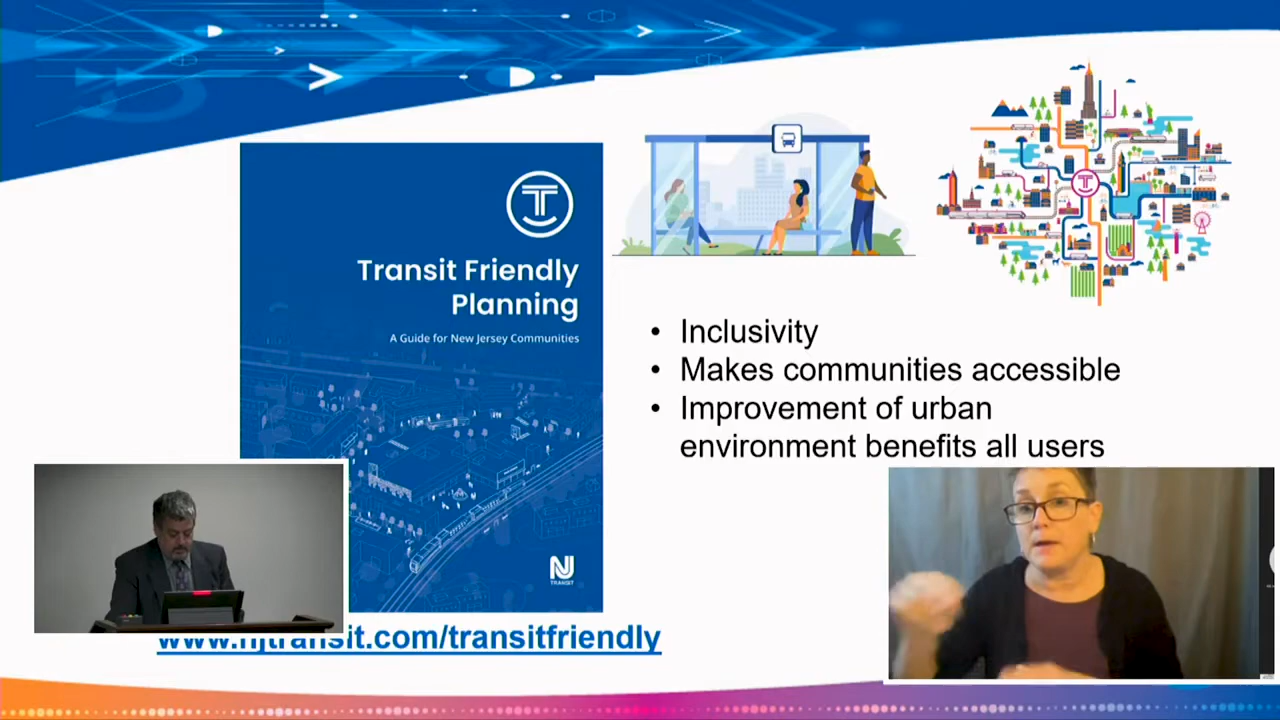 Transit Friendly
Planning
A Guide for New Jersey Communities
NJ
TRANSIT
• Inclusivity
• Makes communities accessible
• Improvement of urban
environment benefits all users
www.njtransit.com/transitfriendly